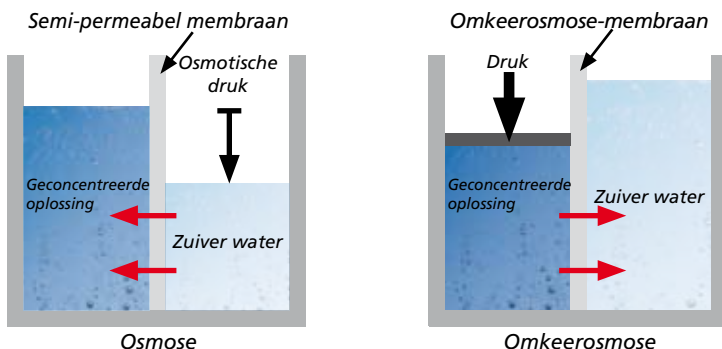 Semi-permeabel membraan
Osmotische
druk
Geconcentreerde
oplossing
Zuiver water
Osmose
Omkeerosmose-membraan
Druk
Geconcentreerde
oplossing
Zuiver water
Omkeerosmose